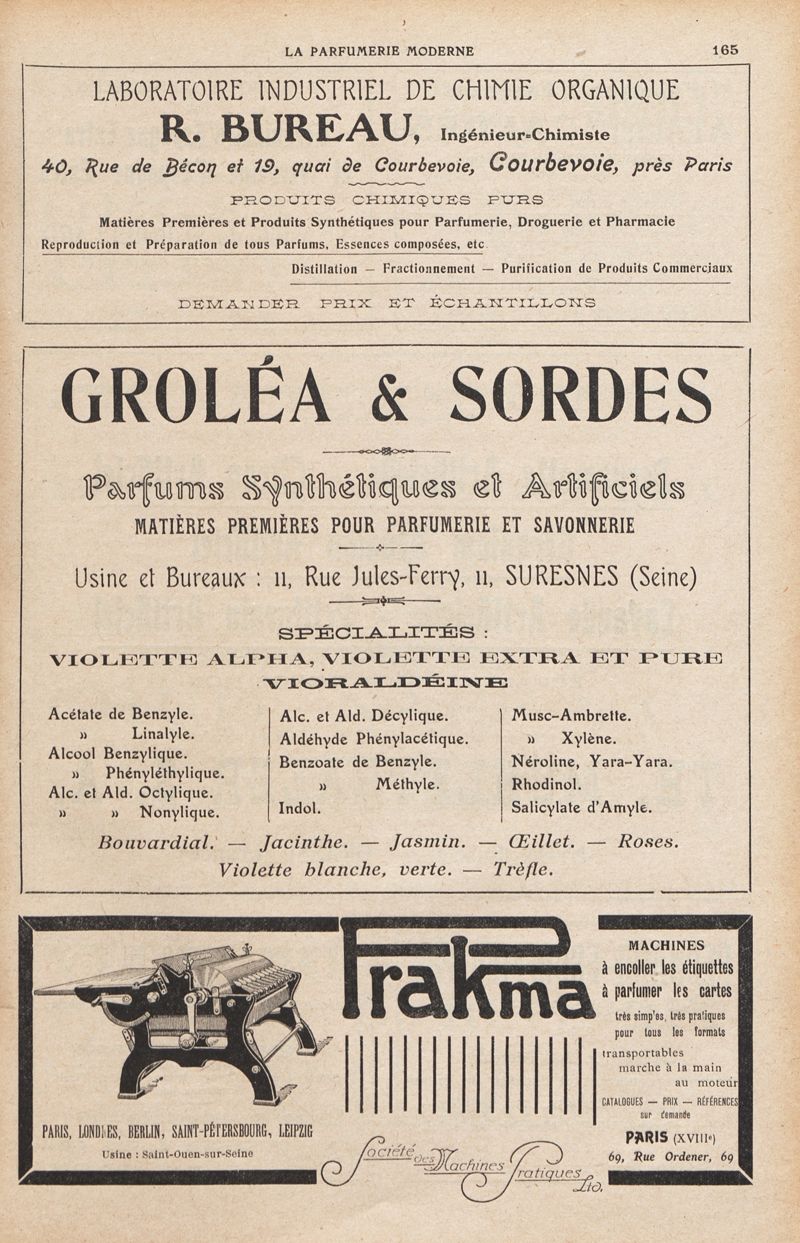 LA PARFUMERIE MODERNE 165
LABORATOIRE INDUSTRIEL DE CHIMIE ORGANIQUE
R. BUREAU, Ingénieur-Chimiste
40, Rue de Bécon et 19, quai de Courbevoie, Courbevoie, près Paris
PRODUITS CHIMIQUES PURS
Matières Premières et Produits Synthétiques pour Parfumerie, Droguerie et Pharmacie
Reproduction et Préparation de tous Parfums, Essences composées, etc
Distillation — Fractionnement — Purification de Produits Commerciaux
DEMANDER PRIX ET ÉCHANTILLONS
GROLÉA & SORDES
Parfums Synthétiques et Artificiels
MATIÈRES PREMIÈRES POUR PARFUMERIE ET SAVONNERIE
Usine et Bureaux : 11, Rue Jules-Ferry, 11, SURESNES (Seine)
SPÉCIALITÉS :
VIOLETTE ALPHA, VIOLETTE EXTRA ET PURE
VIORALDÉINE
Acétate de Benzyle.
» Linalyle.
Alcool Benzylique.
» Phényléthylique.
Alc. et Ald. Octylique.
» » Nonylique.
Alc. et Ald. Décylique.
Aldéhyde Phénylacétique.
Benzoate de Benzyle.
» Méthyle.
Indol.
Musc-Ambrette.
» Xylène.
Néroline, Yara-Yara.
Rhodinol.
Salicylate d'Amyle.
Bouvardial. — Jacinthe. — Jasmin. — Œillet. — Roses.
Violette blanche, verte. — Trèfle.
Prakma
MACHINES
à encoller les étiquettes
à parfumer les cartes
très simples, très pratiques
pour tous les formats
transportables
marche à la main
au moteur
CATALOGUES — PRIX — RÉFÉRENCES
sur demande
PARIS (XVIIIe)
69, Rue Ordener, 69
PARIS, LONDRES, BERLIN, SAINT-PÉTERSBOURG, LEIPZIG
Usine : Saint-Ouen-sur-Seine
Société des Machines Pratiques Ltd.